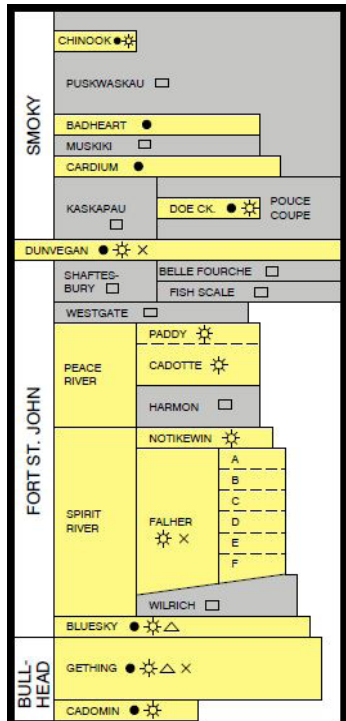 SMOKY
CHINOOK
PUSKWASKAU
BADHEART
MUSKIKI
CARDIUM
KASKAPAU
DOE CK.
POUCE
COUPE
DUNVEGAN
FORT ST. JOHN
SHAFTES-
BURY
BELLE FOURCHE
FISH SCALE
WESTGATE
PEACE
RIVER
PADDY
CADOTTE
HARMON
SPIRIT
RIVER
NOTIKEWIN
FALHER
A
B
C
D
E
F
WILRICH
BLUESKY
BULL-
HEAD
GETHING
CADOMIN